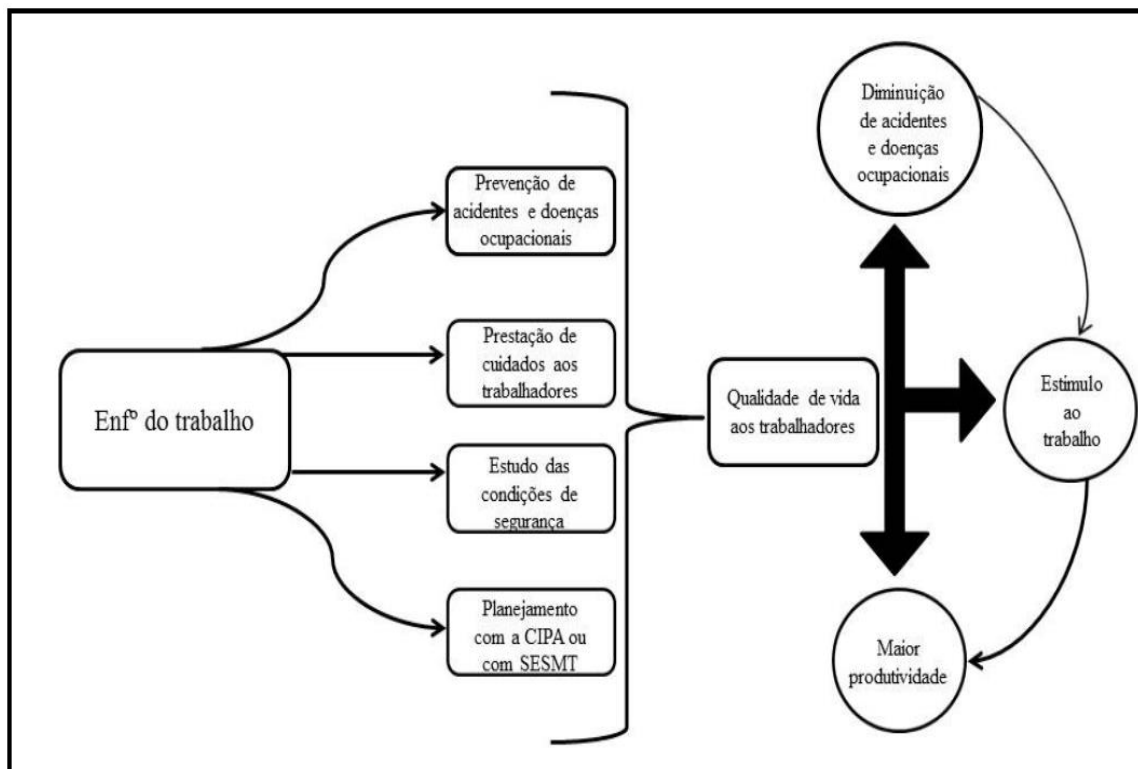 Enfº do trabalho
Prevenção de
acidentes e doenças
ocupacionais
Prestação de
cuidados aos
trabalhadores
Estudo das
condições de
segurança
Planejamento
com a CIPA ou
com SESMT
Qualidade de vida
aos trabalhadores
Diminuição
de acidentes
e doenças
ocupacionais
Estimulo
ao
trabalho
Maior
produtividade